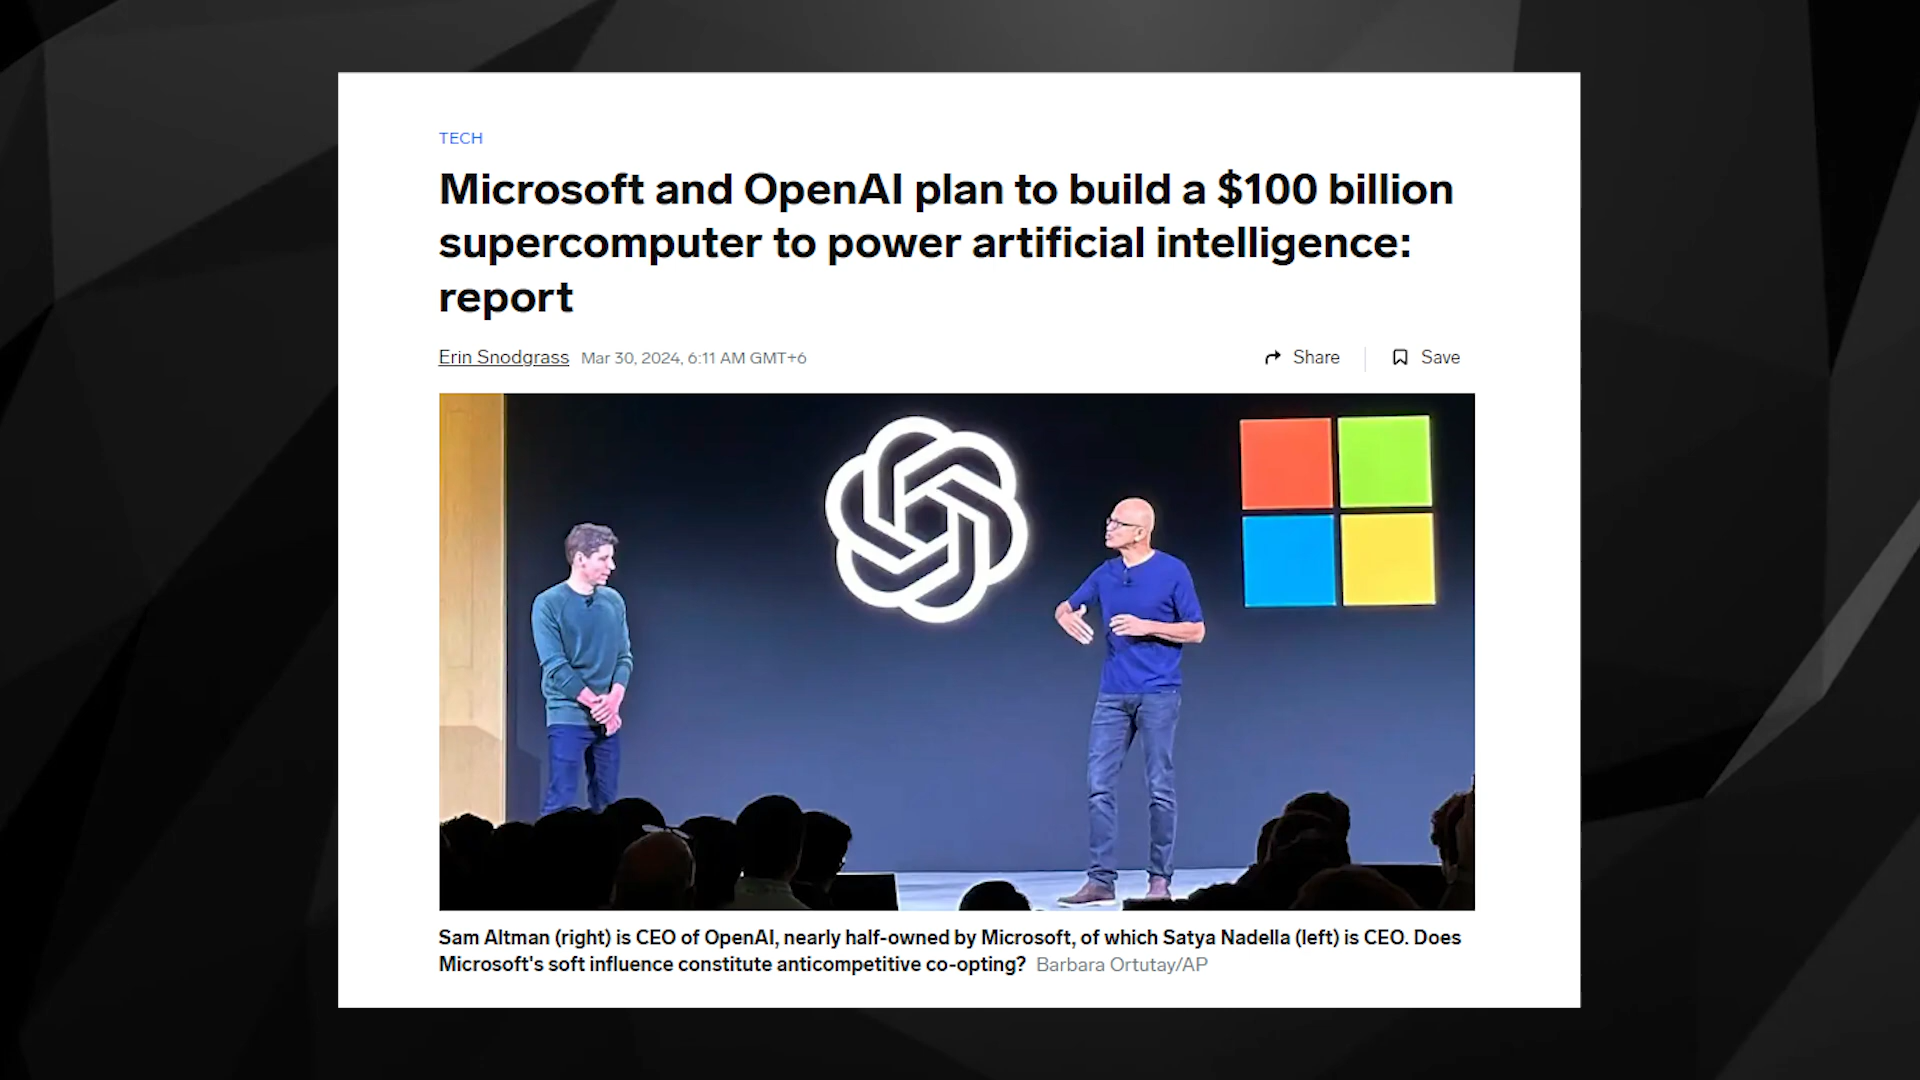 TECH
Microsoft and OpenAI plan to build a $100 billion
supercomputer to power artificial intelligence:
report
Erin Snodgrass Mar 30, 2024, 6:11 AM GMT+6
Share Save
Sam Altman (right) is CEO of OpenAI, nearly half-owned by Microsoft, of which Satya Nadella (left) is CEO. Does
Microsoft's soft influence constitute anticompetitive co-opting? Barbara Ortutay/AP